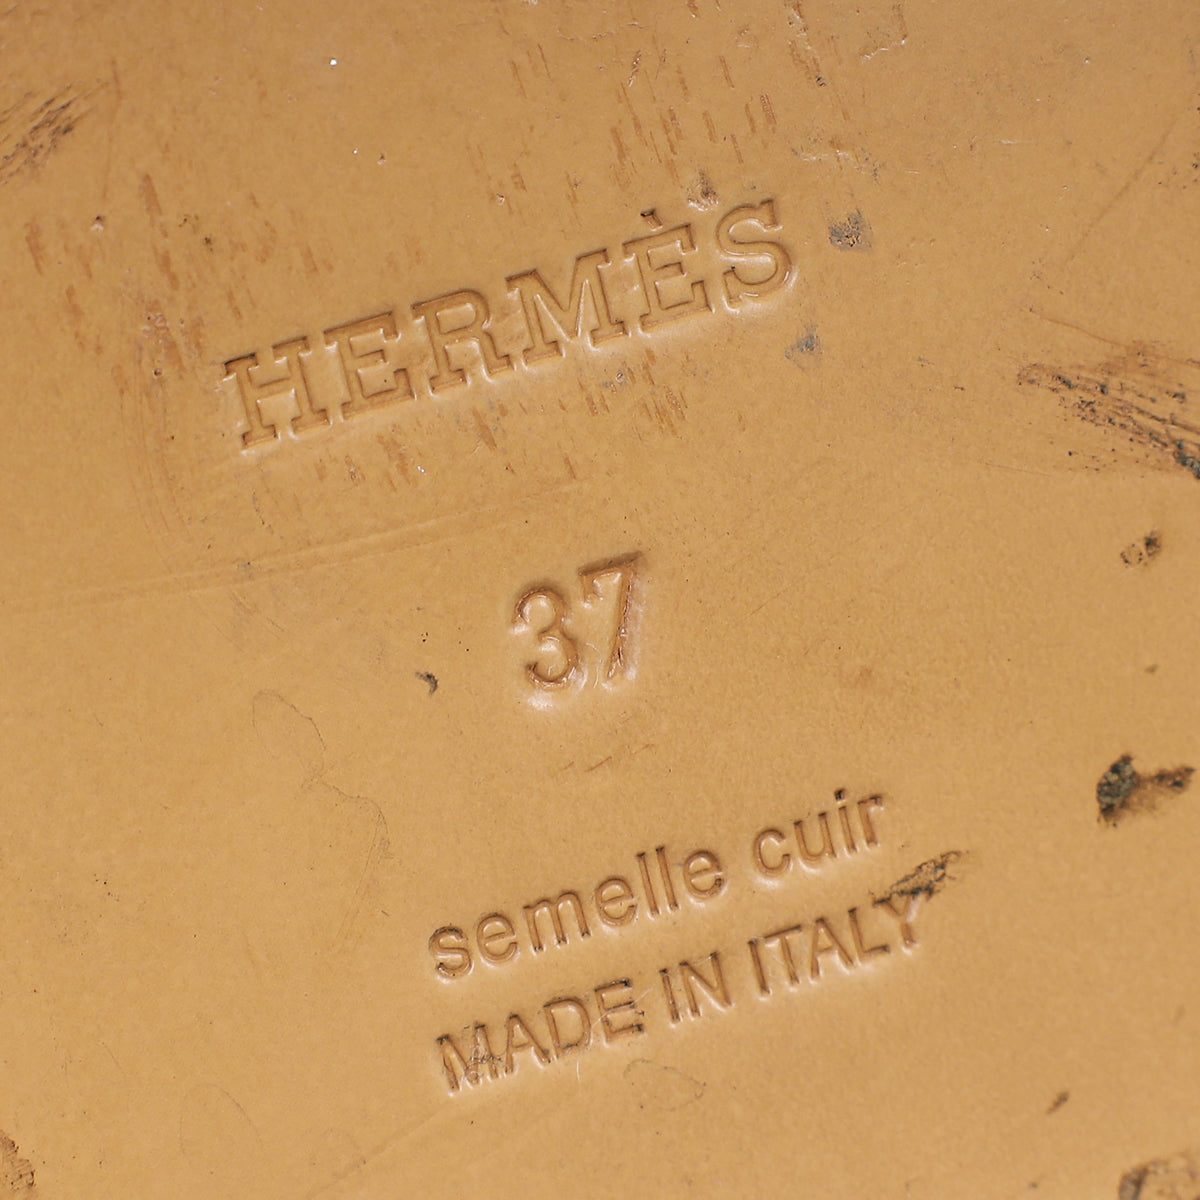 HERMÈS
37
semelle cuir
MADE IN ITALY